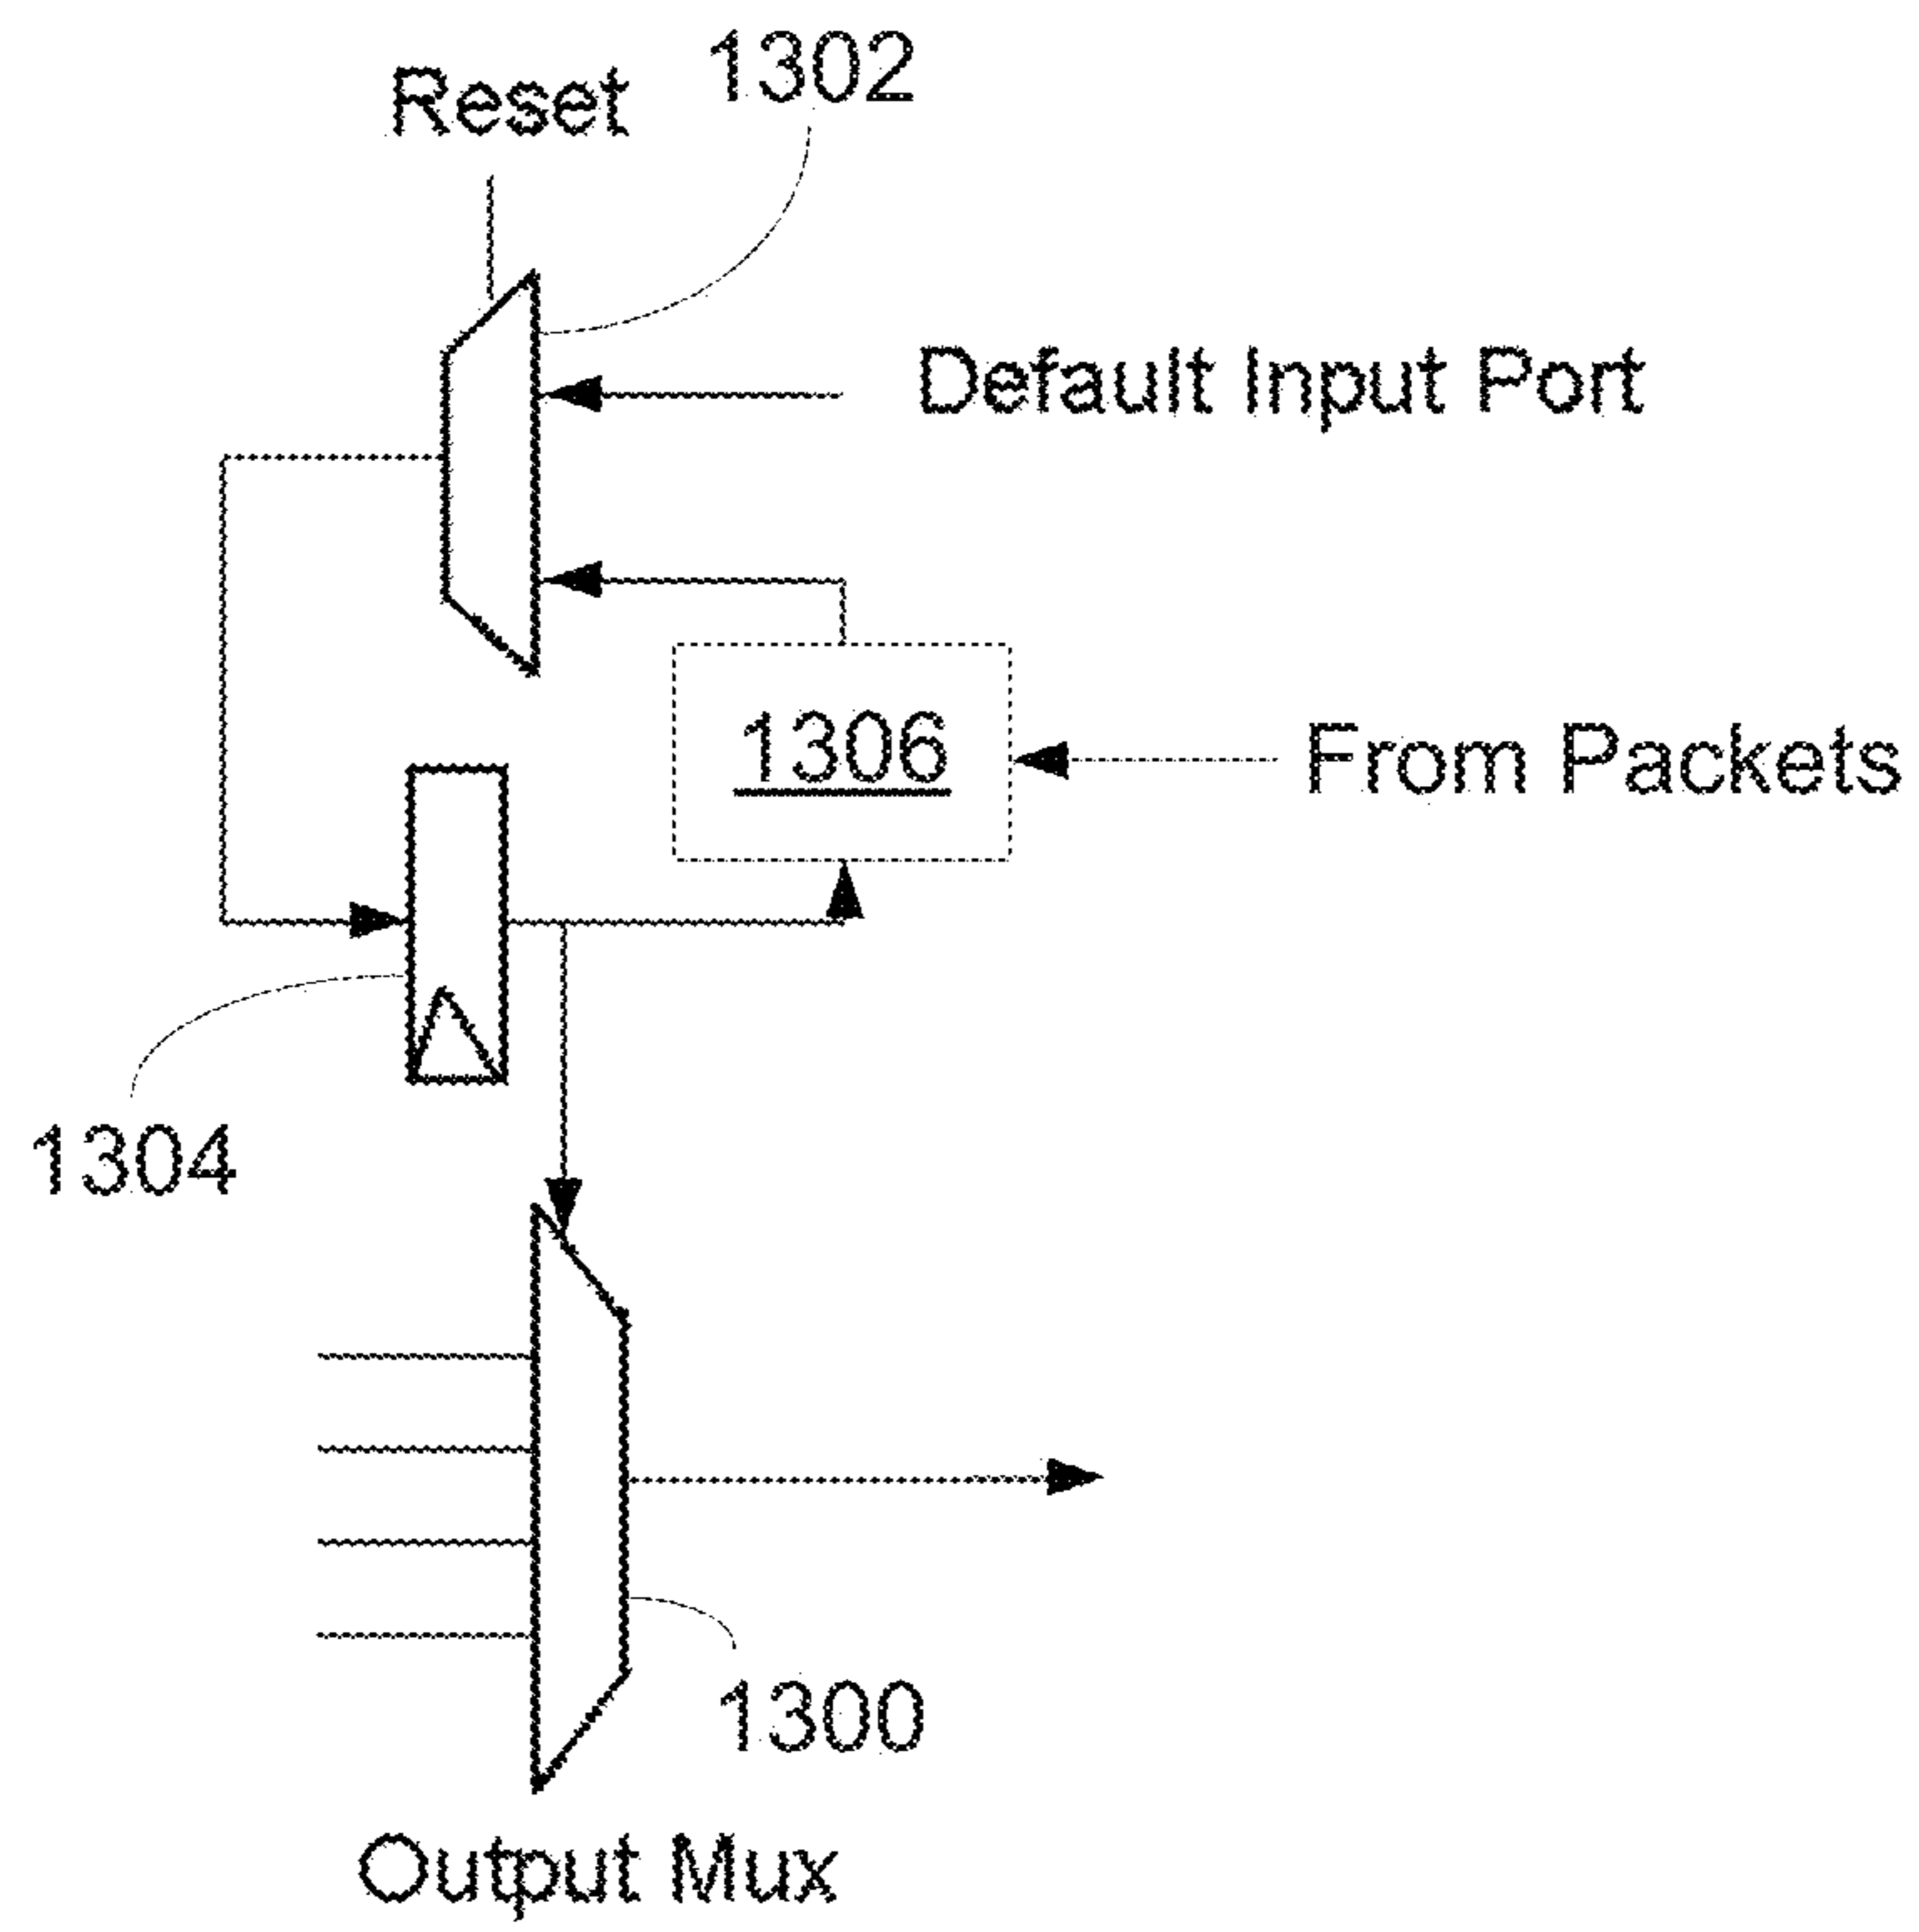 1302
Reset
Default Input Port
1306
From Packets
1304
1300
Output Mux